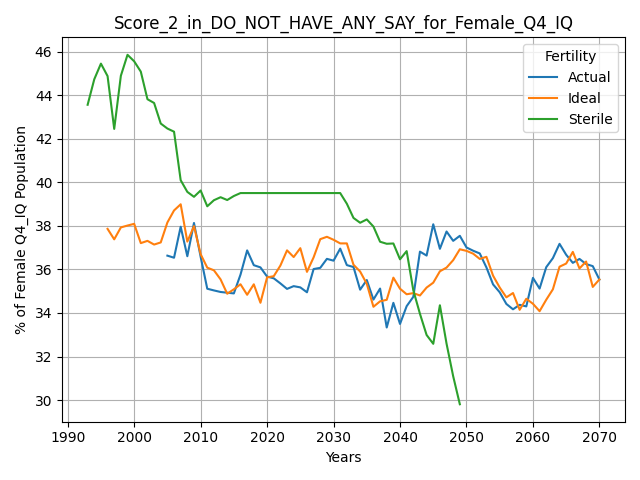 Score_2_in_DO_NOT_HAVE_ANY_SAY_for_Female_Q4_IQ
Fertility
Actual
Ideal
Sterile
% of Female Q4_IQ Population
46
44
42
40
38
36
34
32
30
1990
2000
2010
2020
2030
2040
2050
2060
2070
Years